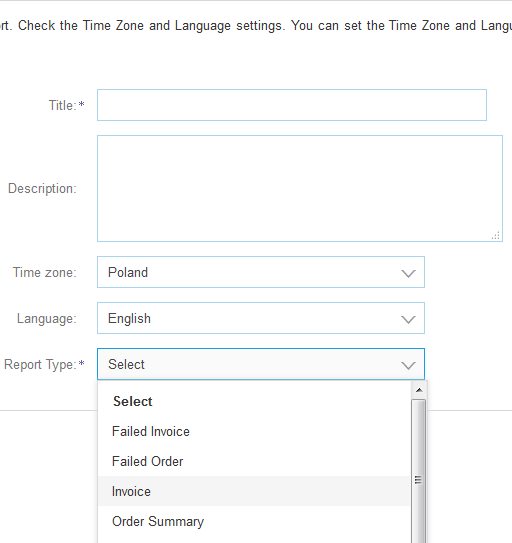 rt. Check the Time Zone and Language settings. You can set the Time Zone and Langu
Title:*
Description:
Time zone: Poland
Language: English
Report Type:* Select
Select
Failed Invoice
Failed Order
Invoice
Order Summary